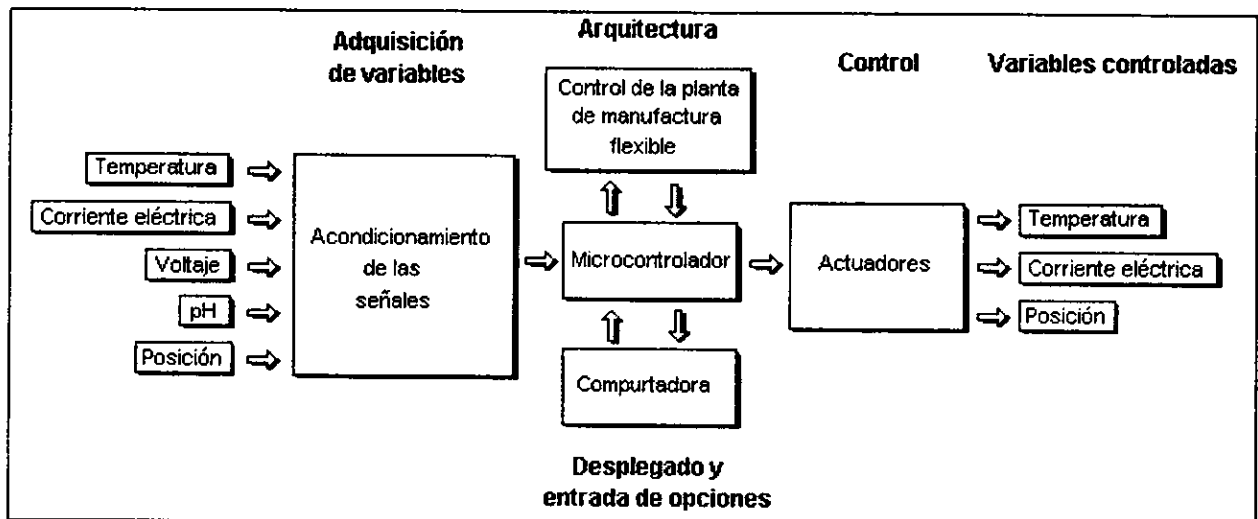 Adquisición
de variables
Arquitectura
Control
Variables controladas
Control de la planta
de manufactura
flexible
Temperatura
Corriente eléctrica
Voltaje
pH
Posición
Acondicionamiento
de las
señales
Microcontrolador
Actuadores
Temperatura
Corriente eléctrica
Posición
Compurtadora
Desplegado y
entrada de opciones